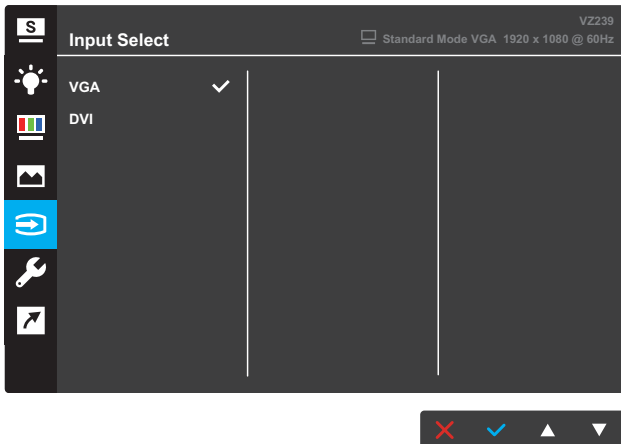 S
VZ239
Input Select
Standard Mode VGA 1920 x 1080 @ 60Hz
VGA
DVI